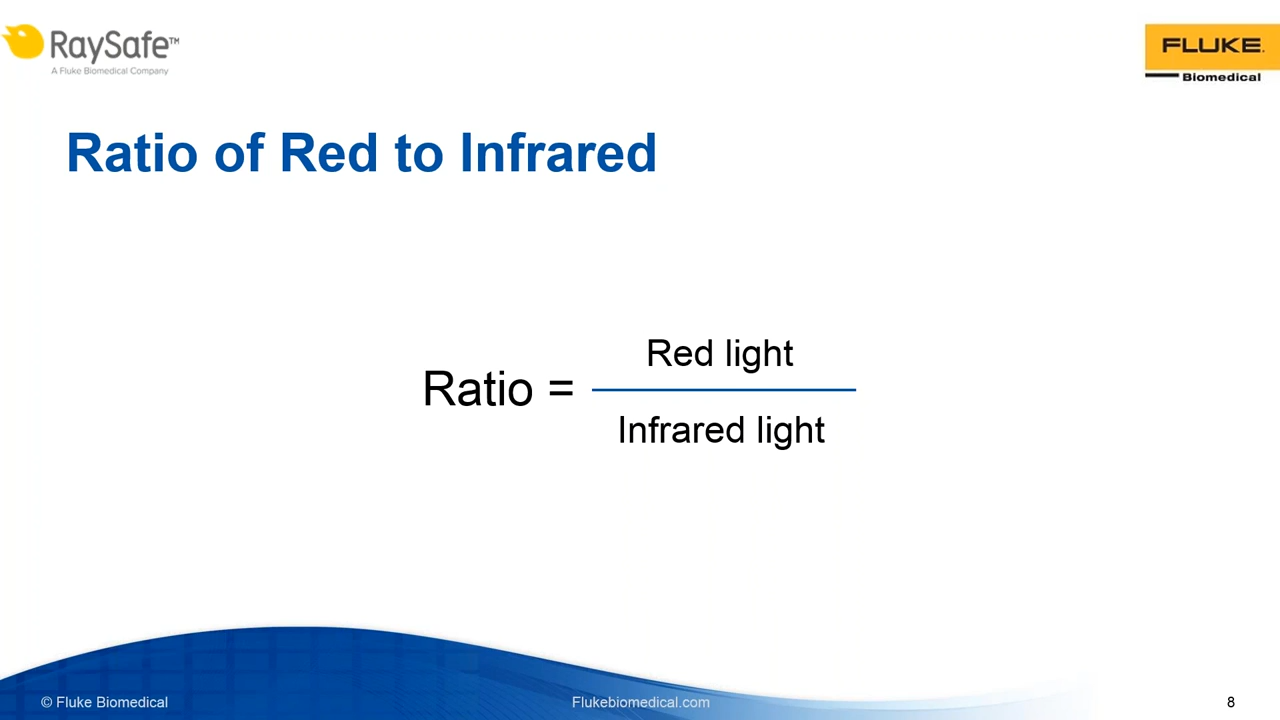 RaySafe™
A Fluke Biomedical Company
FLUKE.
Biomedical
Ratio of Red to Infrared
Ratio =
Red light
Infrared light
© Fluke Biomedical
Flukebiomedical.com
8